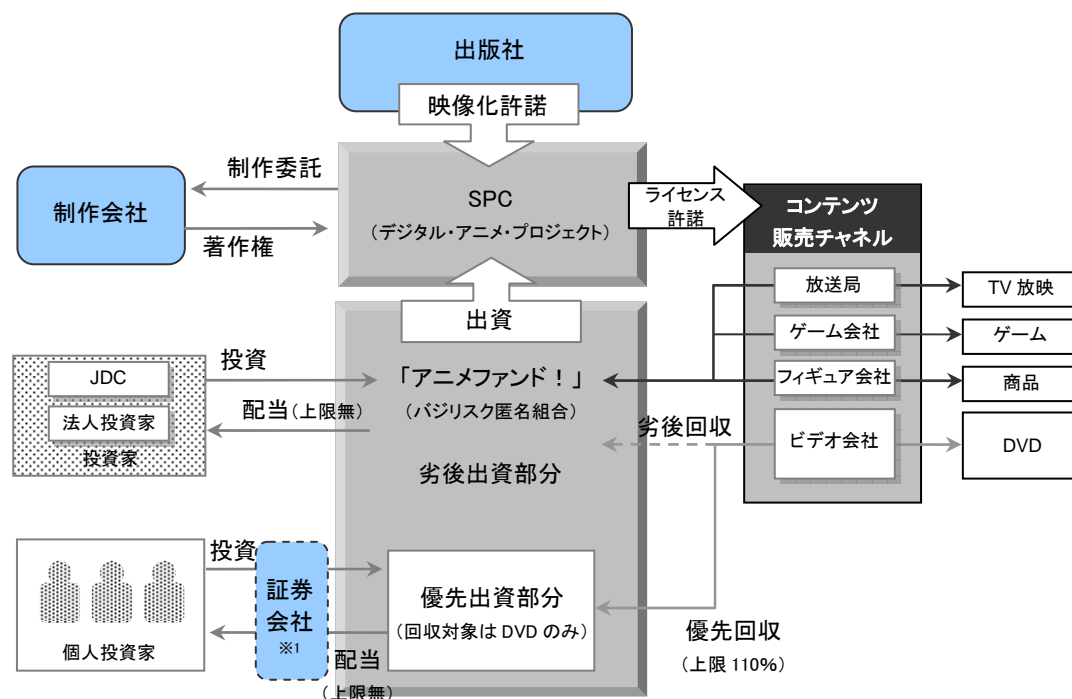 出版社
映像化許諾
制作委託
制作会社
著作権
SPC
（デジタル・アニメ・プロジェクト）
ライセンス
許諾
コンテンツ
販売チャネル
放送局
TV 放映
ゲーム会社
ゲーム
フィギュア会社
商品
ビデオ会社
DVD
出資
「アニメファンド！」
（バジリスク匿名組合）
劣後出資部分
投資
JDC
法人投資家
投資家
配当（上限無）
劣後回収
投資
証券
会社
※1
個人投資家
配当
（上限無）
優先出資部分
（回収対象は DVD のみ）
優先回収
（上限 110%）